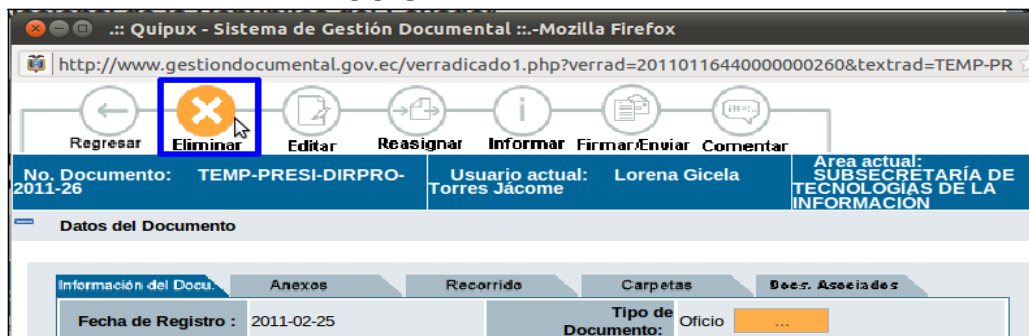 .:: Quipux - Sistema de Gestión Documental ::.-Mozilla Firefox
http://www.gestiondocumental.gov.ec/verradicado1.php?verrad=20110116440000000260&textrad=TEMP-PR
Regresar Eliminar Editar Reasignar Informar Firmar/Enviar Comentar
No. Documento: TEMP-PRESI-DIRPRO-2011-26
Usuario actual: Lorena Gicela Torres Jácome
Area actual:
SUBSECRETARÍA DE
TECNOLOGÍAS DE LA
INFORMACIÓN
Datos del Documento
Información del Docu. Anexos Recorrido Carpetas Docs. Asociados
Fecha de Registro : 2011-02-25
Tipo de
Documento: Oficio ...